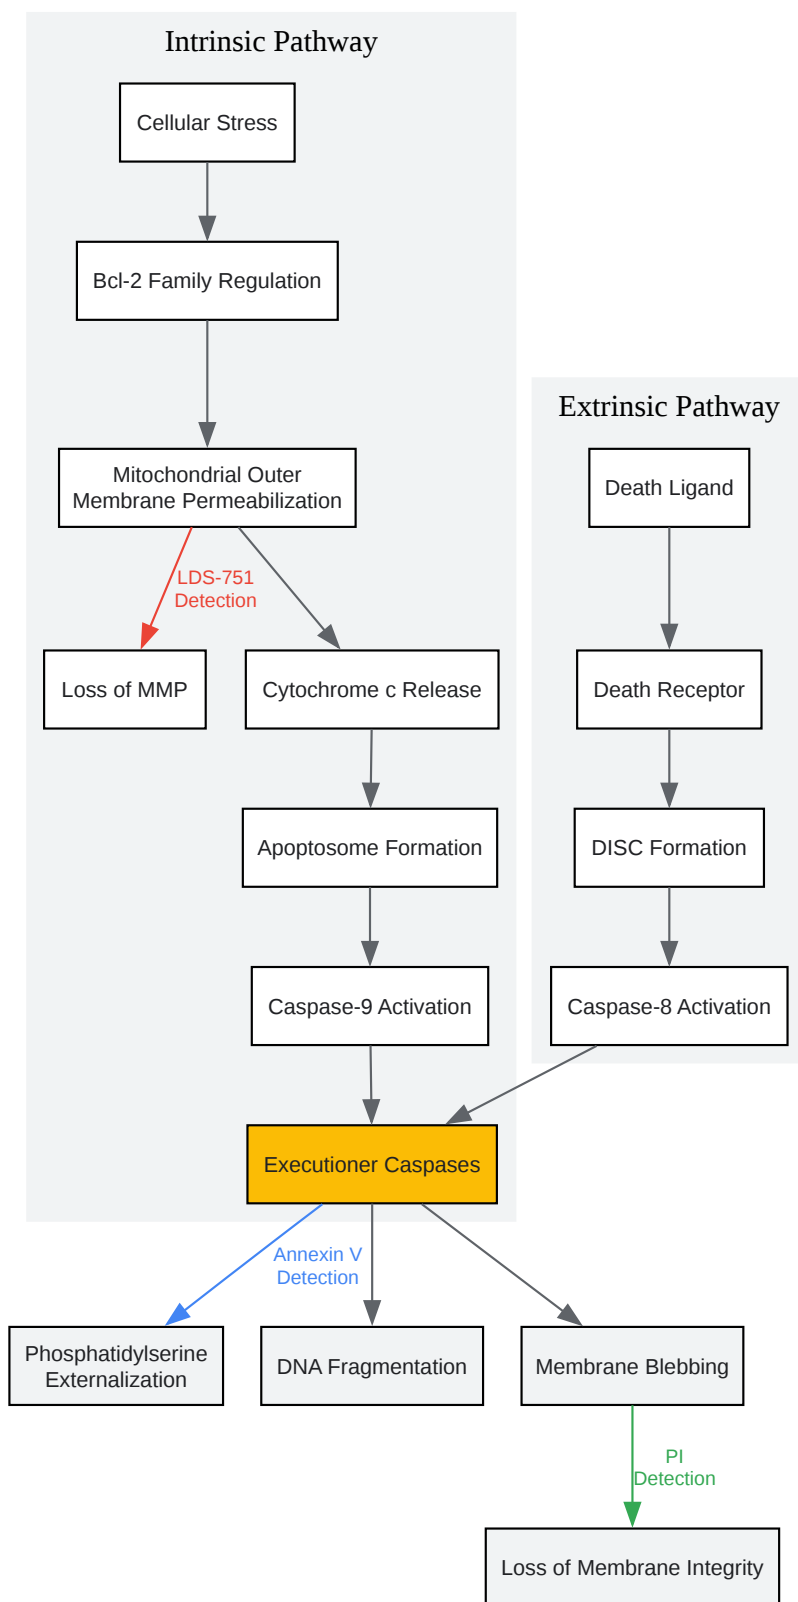 Intrinsic Pathway
Cellular Stress
Bcl-2 Family Regulation
Mitochondrial Outer
Membrane Permeabilization
LDS-751
Detection
Loss of MMP
Cytochrome c Release
Apoptosome Formation
Caspase-9 Activation
Extrinsic Pathway
Death Ligand
Death Receptor
DISC Formation
Caspase-8 Activation
Executioner Caspases
Annexin V
Detection
Phosphatidylserine
Externalization
DNA Fragmentation
Membrane Blebbing
PI
Detection
Loss of Membrane Integrity